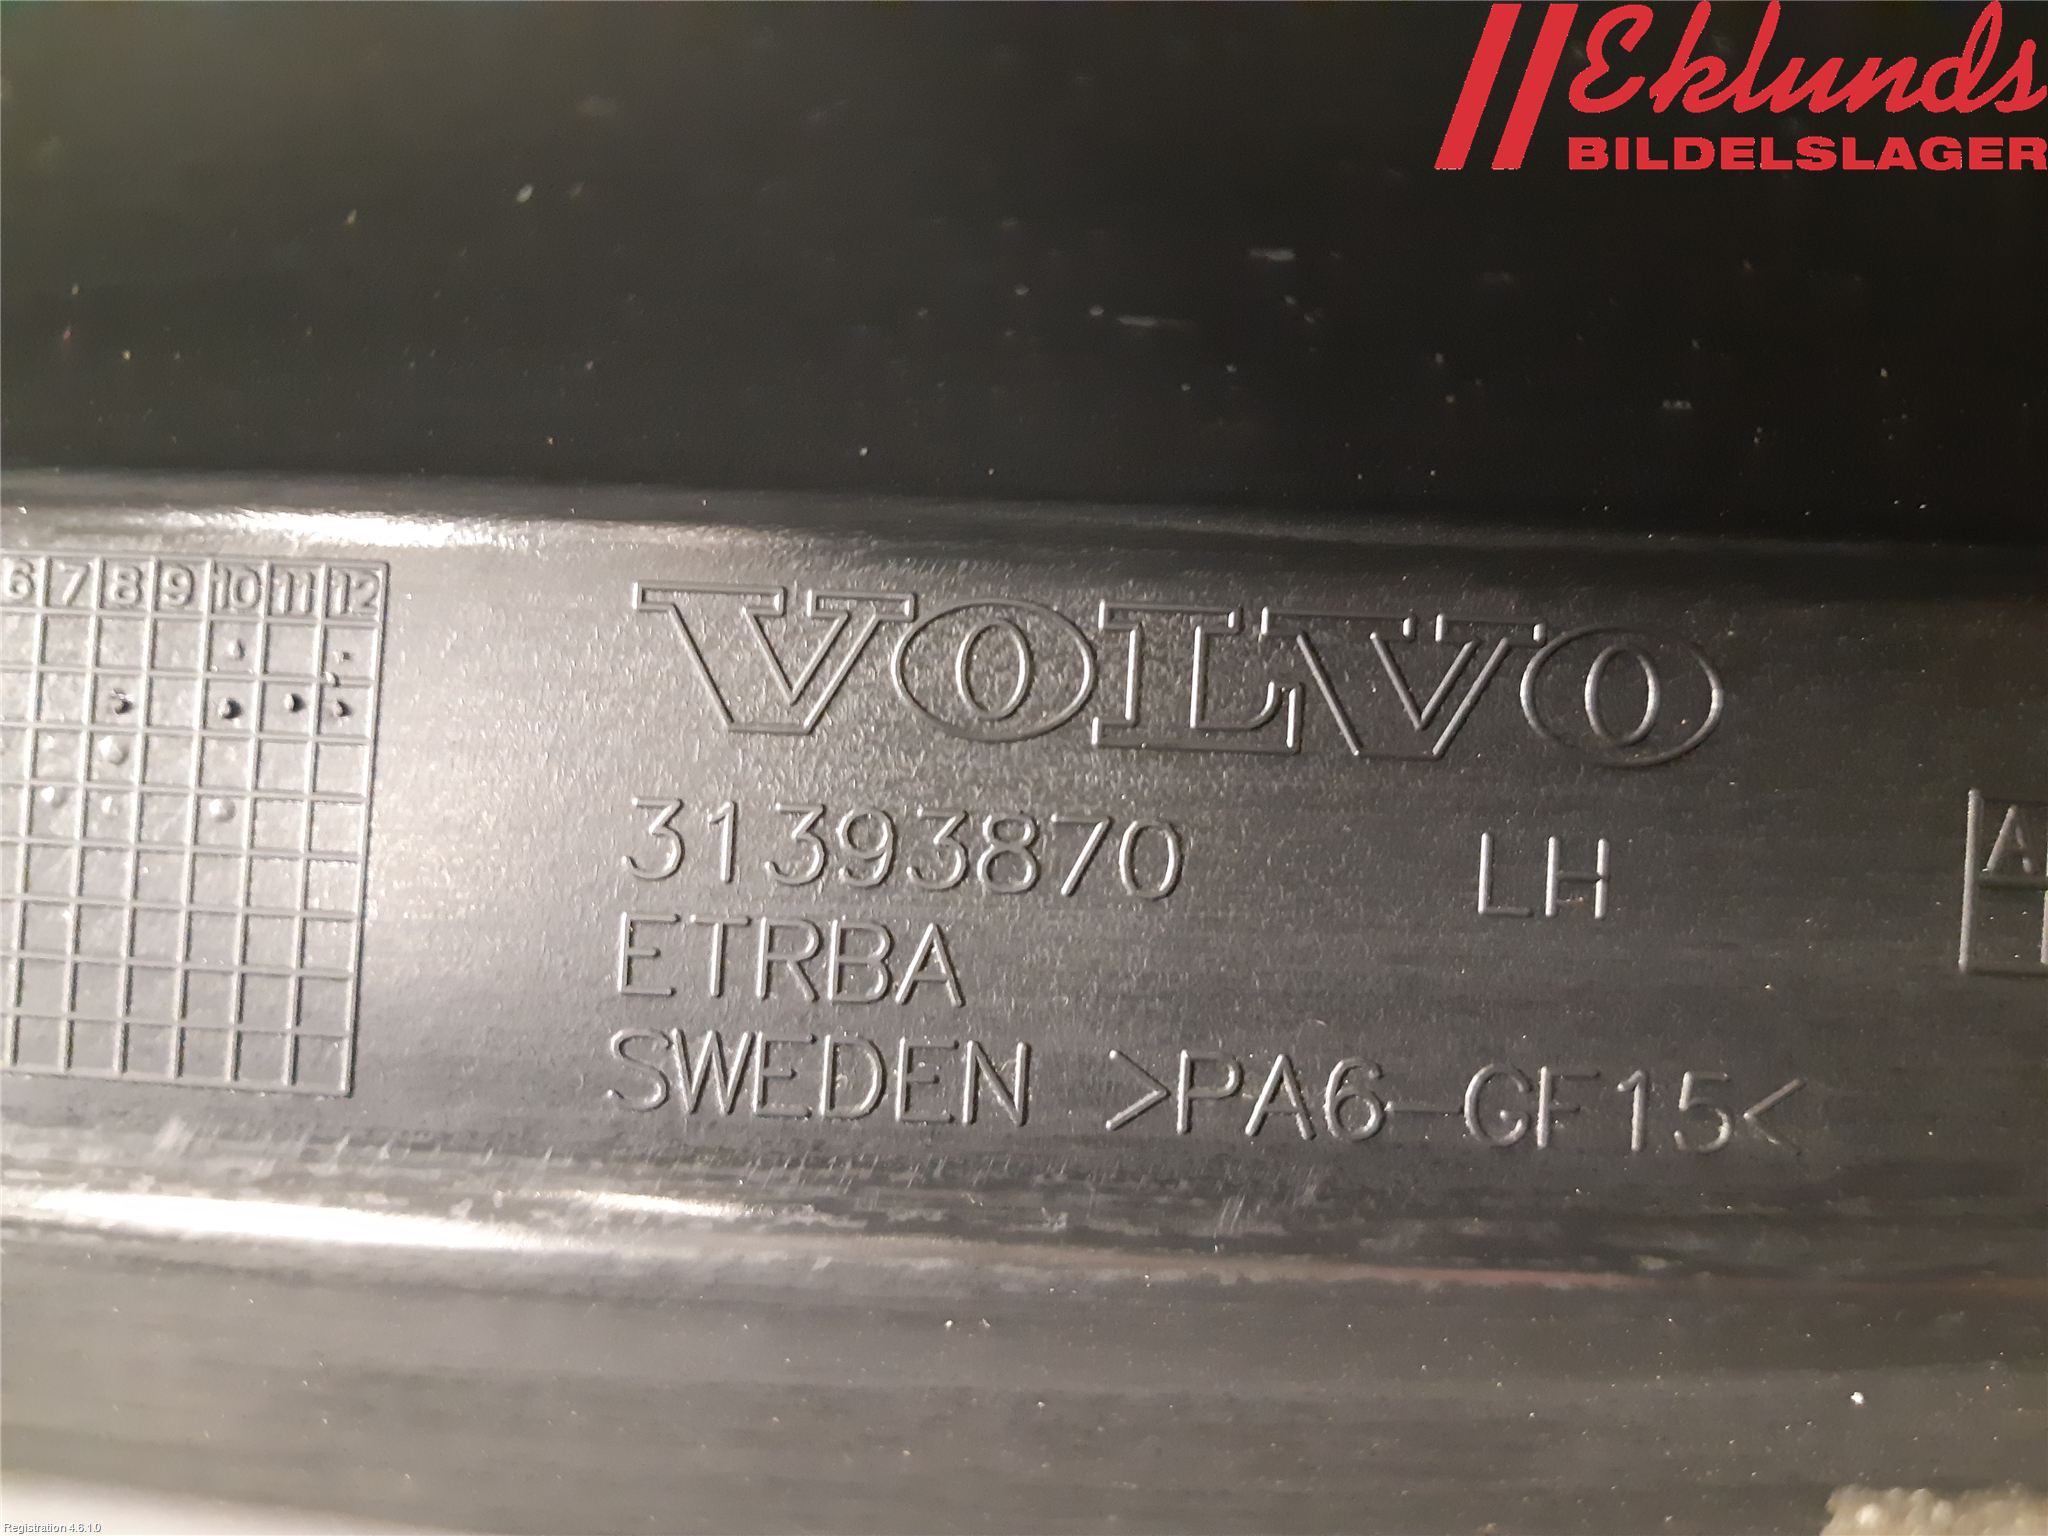 Eklunds
BILDELSLAGER
6 7 8 9 10 11 12
VOLVO
31393870 LH
A
ETRBA
SWEDEN >PA6-GF15<
Registration 4.6.1.0